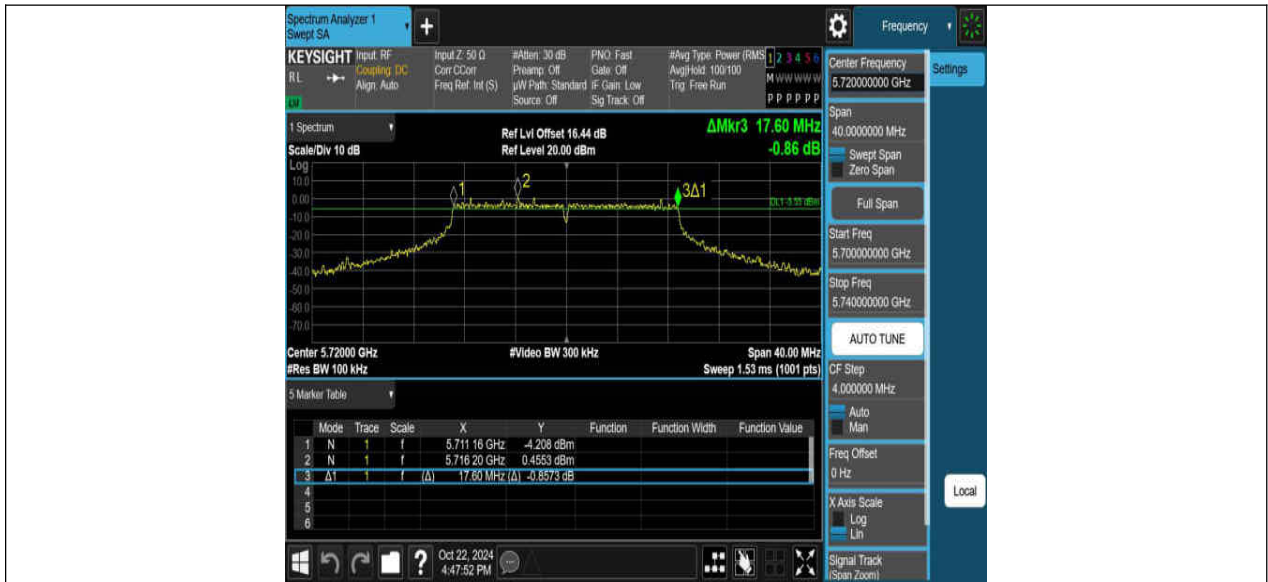 Spectrum Analyzer 1
Swept SA
+
Frequency
KEYSIGHT
RL
Input: RF
Coupling: DC
Align: Auto
Input Z: 50 Ω
Corr CCorr
Freq Ref: Int (S)
#Atten: 30 dB
Preamp: Off
µW Path: Standard
Source: Off
PNO: Fast
Gate: Off
IF Gain: Low
Sig Track: Off
#Avg Type: Power (RMS
Avg|Hold: 100/100
Trig: Free Run
1 2 3 4 5 6
M W W W W W
P P P P P P
1 Spectrum
Scale/Div 10 dB
Ref Lvl Offset 16.44 dB
Ref Level 20.00 dBm
ΔMkr3 17.60 MHz
-0.86 dB
Log
10.0
0.00
-10.0
-20.0
-30.0
-40.0
-50.0
-60.0
-70.0
1
2
3Δ1
Center 5.72000 GHz
#Res BW 100 kHz
#Video BW 300 kHz
Span 40.00 MHz
Sweep 1.53 ms (1001 pts)
5 Marker Table
Mode Trace Scale X Y Function Function Width Function Value
1 N 1 f 5.711 16 GHz -4.208 dBm
2 N 1 f 5.716 20 GHz 0.4553 dBm
3 Δ1 1 f (Δ) 17.60 MHz (Δ) -0.8573 dB
4
5
6
?
Oct 22, 2024
4:47:52 PM
Center Frequency
5.720000000 GHz
Settings
Span
40.0000000 MHz
Swept Span
Zero Span
Full Span
Start Freq
5.700000000 GHz
Stop Freq
5.740000000 GHz
AUTO TUNE
CF Step
4.000000 MHz
Auto
Man
Freq Offset
0 Hz
X Axis Scale
Log
Lin
Signal Track
(Span Zoom)
Local